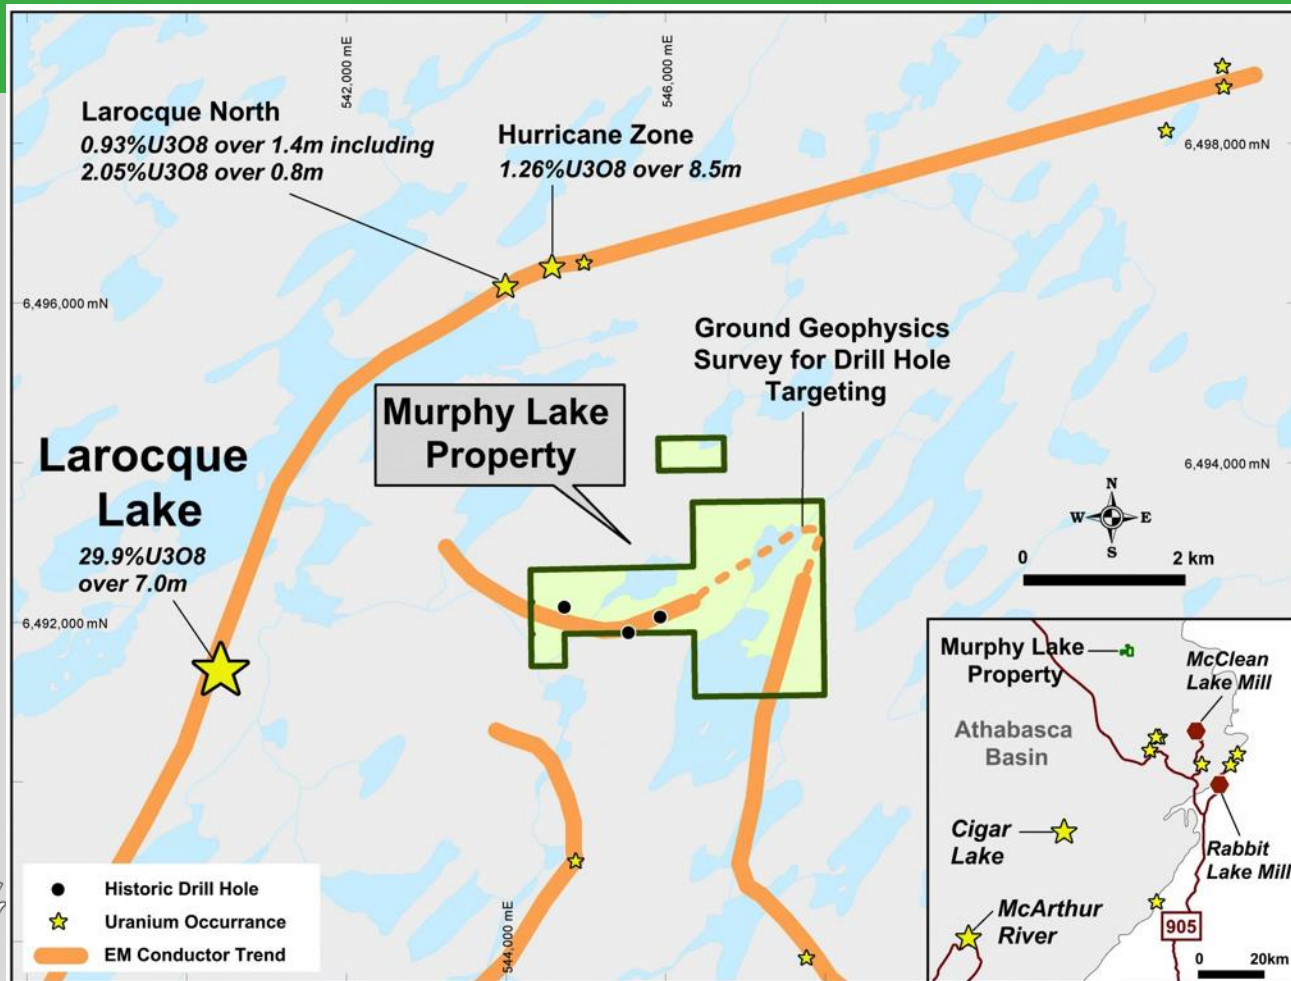 542,000 mE
546,000 mE
Larocque North
0.93%U3O8 over 1.4m including
2.05%U3O8 over 0.8m
Hurricane Zone
1.26%U3O8 over 8.5m
6,498,000 mN
6,496,000 mN
Ground Geophysics
Survey for Drill Hole
Targeting
Murphy Lake
Property
Larocque
Lake
29.9%U3O8
over 7.0m
6,494,000 mN
N
W
E
S
0
2 km
6,492,000 mN
Murphy Lake
Property
McClean
Lake Mill
Athabasca
Basin
Cigar
Lake
Rabbit
Lake Mill
McArthur
River
905
0
20km
Historic Drill Hole
Uranium Occurrance
EM Conductor Trend
544,000 mE